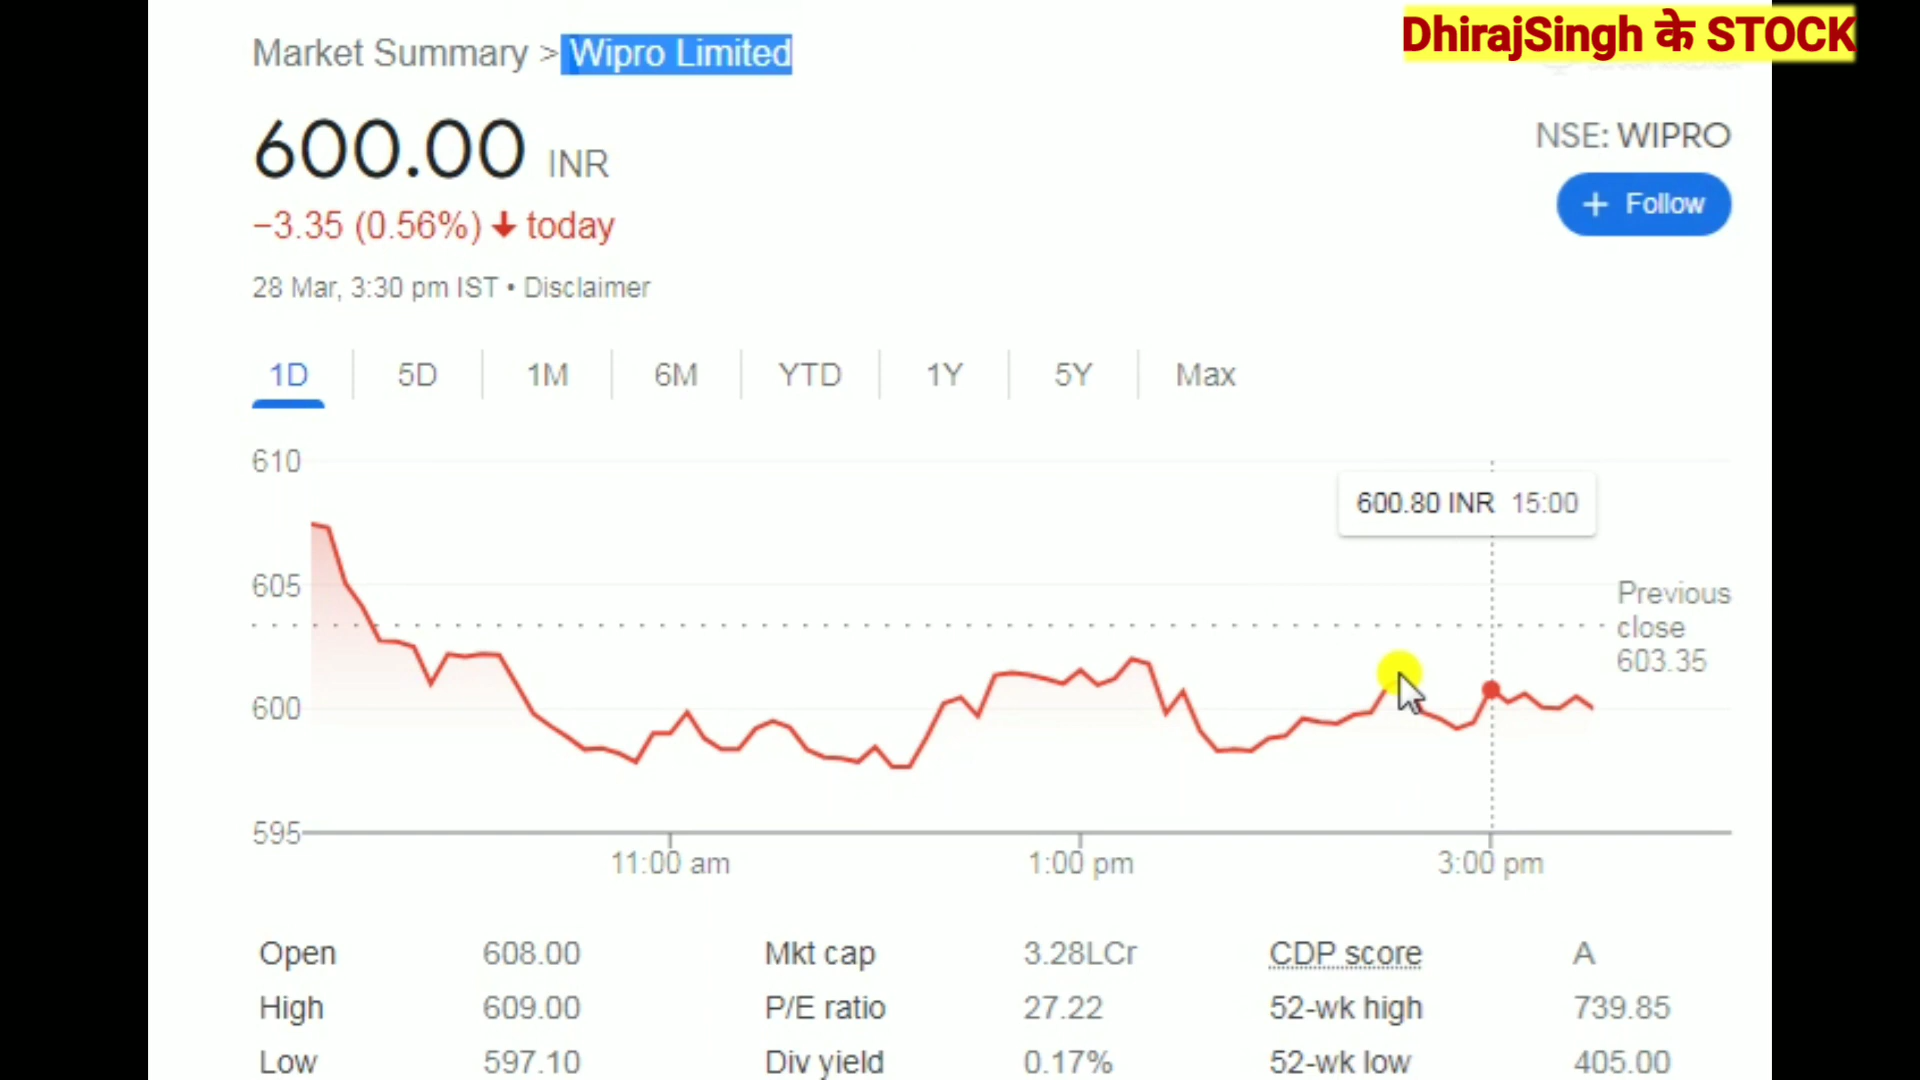 DhirajSingh के STOCK
Market Summary > Wipro Limited
600.00 INR
NSE: WIPRO
−3.35 (0.56%) ↓ today
+ Follow
28 Mar, 3:30 pm IST • Disclaimer
1D 5D 1M 6M YTD 1Y 5Y Max
610
600.80 INR 15:00
605
Previous
close
603.35
600
595
11:00 am 1:00 pm 3:00 pm
Open 608.00 Mkt cap 3.28LCr CDP score A
High 609.00 P/E ratio 27.22 52-wk high 739.85
Low 597.10 Div yield 0.17% 52-wk low 405.00